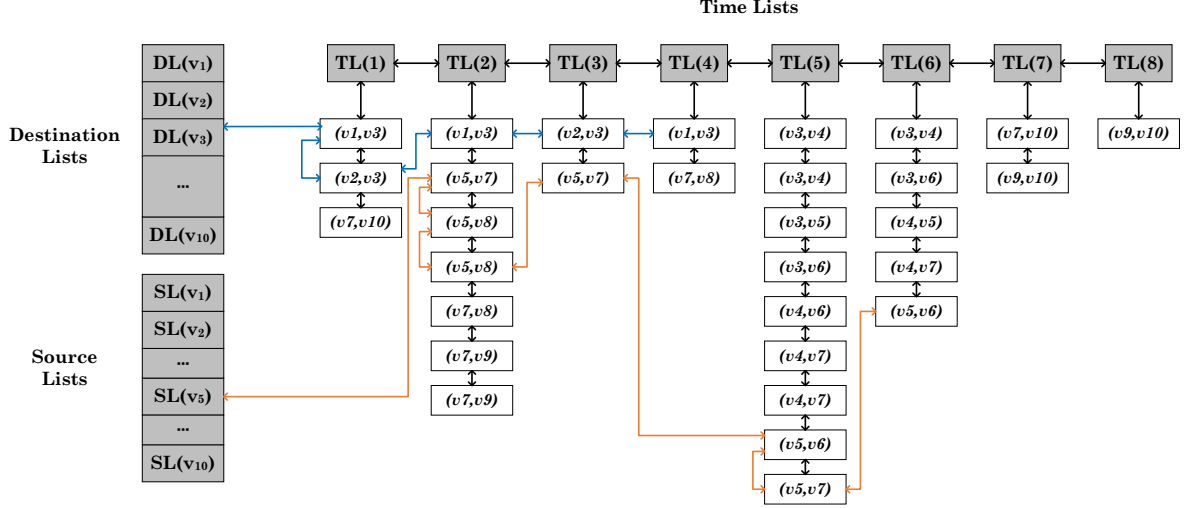 Time Lists
DL(v₁)
DL(v₂)
DL(v₃)
...
DL(v₁₀)
Destination
Lists
SL(v₁)
SL(v₂)
...
SL(v₅)
...
SL(v₁₀)
Source
Lists
TL(1) TL(2) TL(3) TL(4) TL(5) TL(6) TL(7) TL(8)
(v1,v3) (v1,v3) (v2,v3) (v1,v3) (v3,v4) (v3,v4) (v7,v10) (v9,v10)
(v2,v3) (v5,v7) (v5,v7) (v7,v8) (v3,v4) (v3,v6) (v9,v10)
(v7,v10) (v5,v8) (v3,v5) (v4,v5)
(v5,v8) (v3,v6) (v4,v7)
(v7,v8) (v4,v6) (v5,v6)
(v7,v9) (v4,v7)
(v7,v9) (v4,v7)
(v5,v6)
(v5,v7)